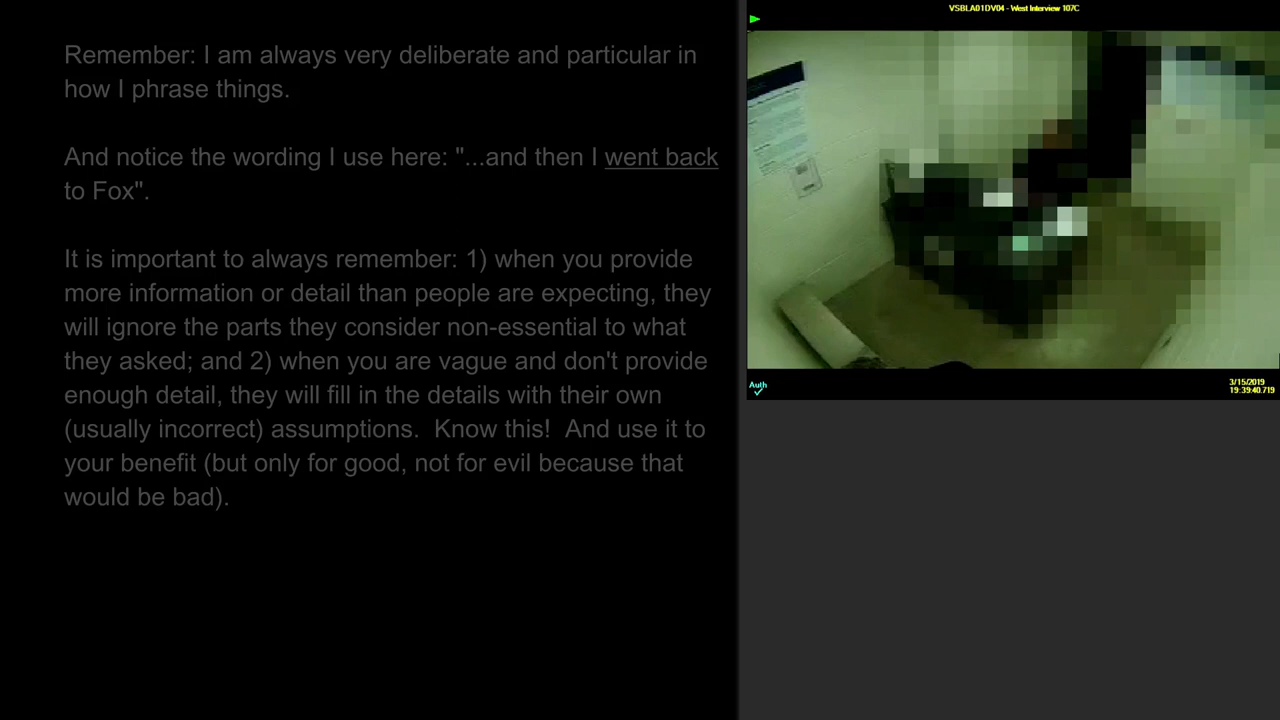 VSBLA01DV04 - West Interview 107C
Remember: I am always very deliberate and particular in
how I phrase things.
And notice the wording I use here: "...and then I went back
to Fox".
It is important to always remember: 1) when you provide
more information or detail than people are expecting, they
will ignore the parts they consider non-essential to what
they asked; and 2) when you are vague and don't provide
enough detail, they will fill in the details with their own
(usually incorrect) assumptions.  Know this!  And use it to
your benefit (but only for good, not for evil because that
would be bad).
Auth
3/15/2019
19:39:40.719